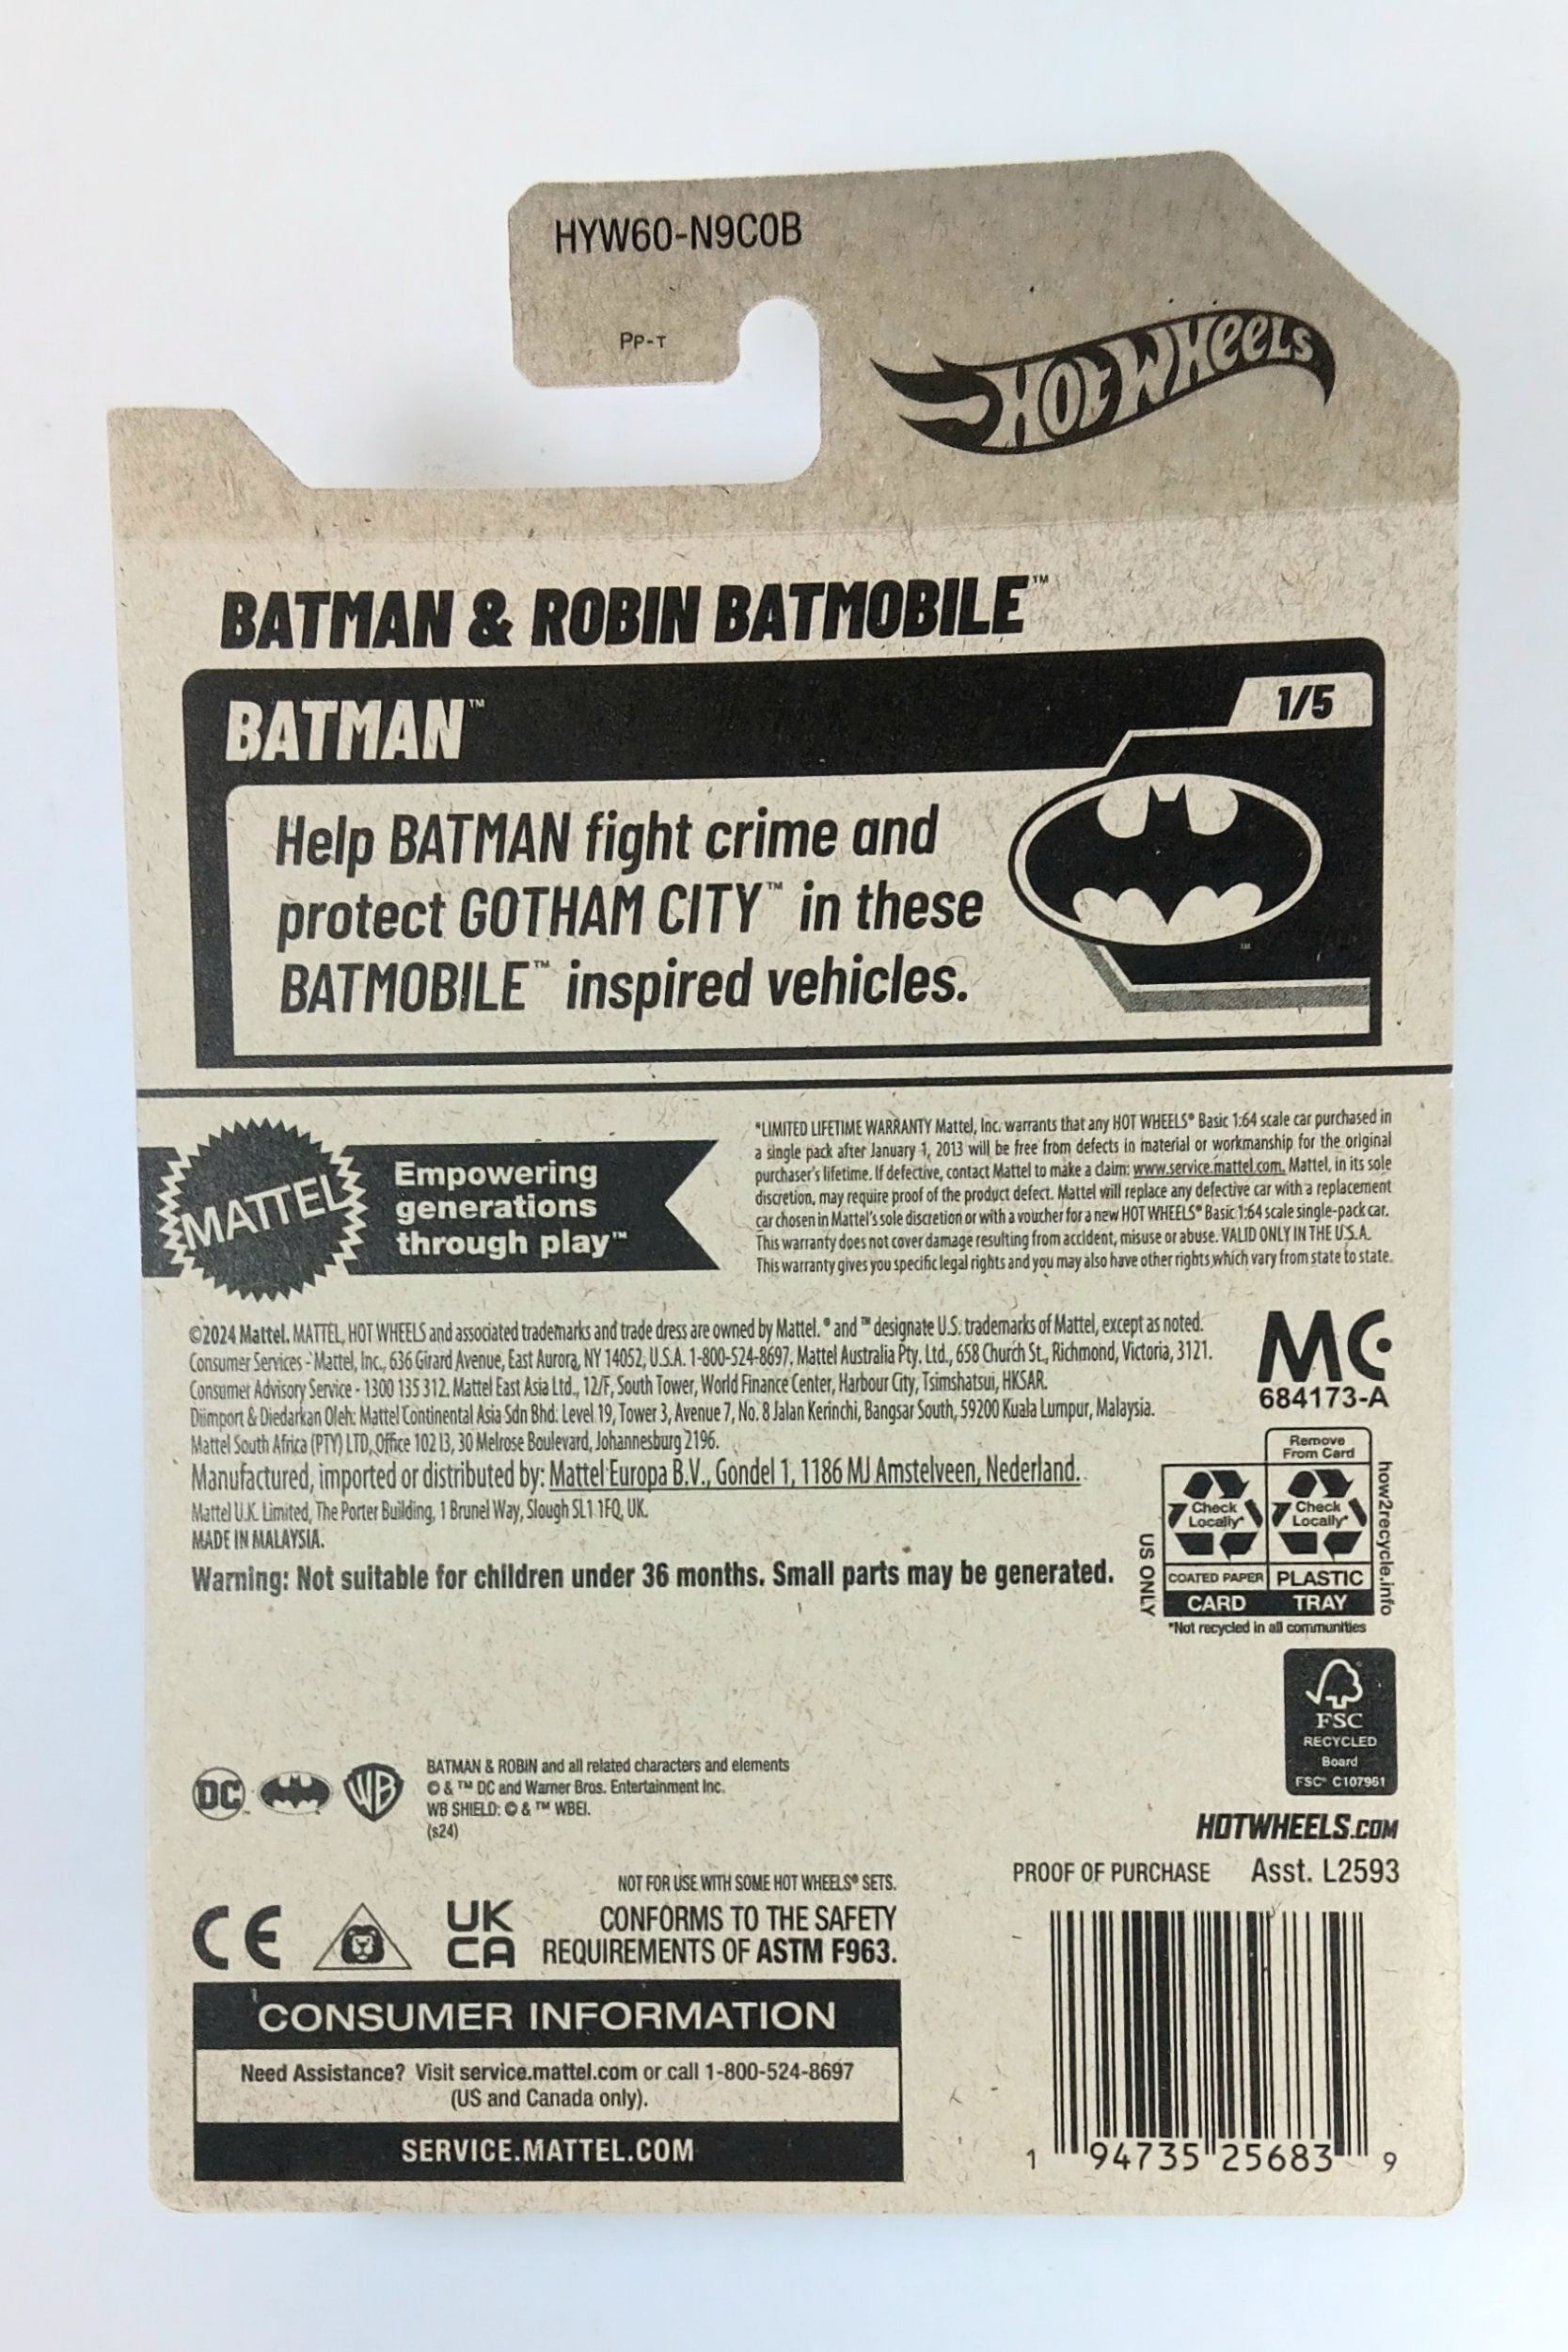 HYW60-N9C0B
Pp-T
HOT WHEELS
BATMAN & ROBIN BATMOBILE™
BATMAN™
1/5
Help BATMAN fight crime and
protect GOTHAM CITY™ in these
BATMOBILE™ inspired vehicles.
™
MATTEL
Empowering
generations
through play™
*LIMITED LIFETIME WARRANTY Mattel, Inc. warrants that any HOT WHEELS® Basic 1:64 scale car purchased in
a single pack after January 1, 2013 will be free from defects in material or workmanship for the original
purchaser's lifetime. If defective, contact Mattel to make a claim: www.service.mattel.com. Mattel, in its sole
discretion, may require proof of the product defect. Mattel will replace any defective car with a replacement
car chosen in Mattel's sole discretion or with a voucher for a new HOT WHEELS® Basic 1:64 scale single-pack car.
This warranty does not cover damage resulting from accident, misuse or abuse. VALID ONLY IN THE U.S.A.
This warranty gives you specific legal rights and you may also have other rights which vary from state to state.
©2024 Mattel. MATTEL, HOT WHEELS and associated trademarks and trade dress are owned by Mattel. ® and ™ designate U.S. trademarks of Mattel, except as noted.
Consumer Services - Mattel, Inc., 636 Girard Avenue, East Aurora, NY 14052, U.S.A. 1-800-524-8697. Mattel Australia Pty. Ltd., 658 Church St., Richmond, Victoria, 3121.
Consumer Advisory Service - 1300 135 312. Mattel East Asia Ltd., 12/F, South Tower, World Finance Center, Harbour City, Tsimshatsui, HKSAR.
Diimport & Diedarkan Oleh: Mattel Continental Asia Sdn Bhd. Level 19, Tower 3, Avenue 7, No. 8 Jalan Kerinchi, Bangsar South, 59200 Kuala Lumpur, Malaysia.
Mattel South Africa (PTY) LTD, Office 102 I3, 30 Melrose Boulevard, Johannesburg 2196.
Manufactured, imported or distributed by: Mattel Europa B.V., Gondel 1, 1186 MJ Amstelveen, Nederland.
Mattel U.K. Limited, The Porter Building, 1 Brunel Way, Slough SL1 1FQ, UK.
MADE IN MALAYSIA.
Warning: Not suitable for children under 36 months. Small parts may be generated.
MC
684173-A
Remove
From Card
Check
Locally*
Check
Locally*
COATED PAPER
PLASTIC
CARD
TRAY
US ONLY
how2recycle.info
*Not recycled in all communities
FSC
RECYCLED
Board
FSC® C107961
DC
WB
BATMAN & ROBIN and all related characters and elements
© & ™ DC and Warner Bros. Entertainment Inc.
WB SHIELD: © & ™ WBEI.
(s24)
HOTWHEELS.COM
PROOF OF PURCHASE Asst. L2593
NOT FOR USE WITH SOME HOT WHEELS® SETS.
CONFORMS TO THE SAFETY
REQUIREMENTS OF ASTM F963.
CE
UK
CA
CONSUMER INFORMATION
Need Assistance? Visit service.mattel.com or call 1-800-524-8697
(US and Canada only).
SERVICE.MATTEL.COM
1 94735 25683 9